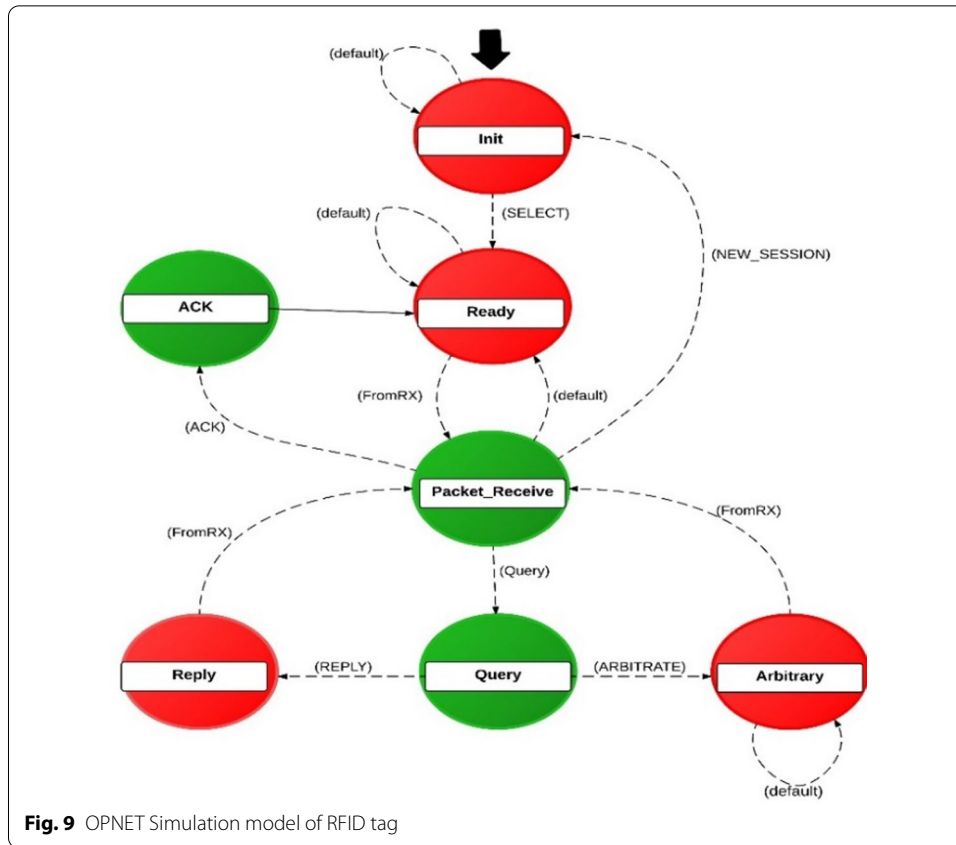 (default)
Init
(SELECT)
(default)
(NEW_SESSION)
ACK
Ready
(FromRX)
(default)
(ACK)
Packet_Receive
(FromRX)
(FromRX)
(Query)
Reply
(REPLY)
Query
(ARBITRATE)
Arbitrary
(default)
Fig. 9 OPNET Simulation model of RFID tag